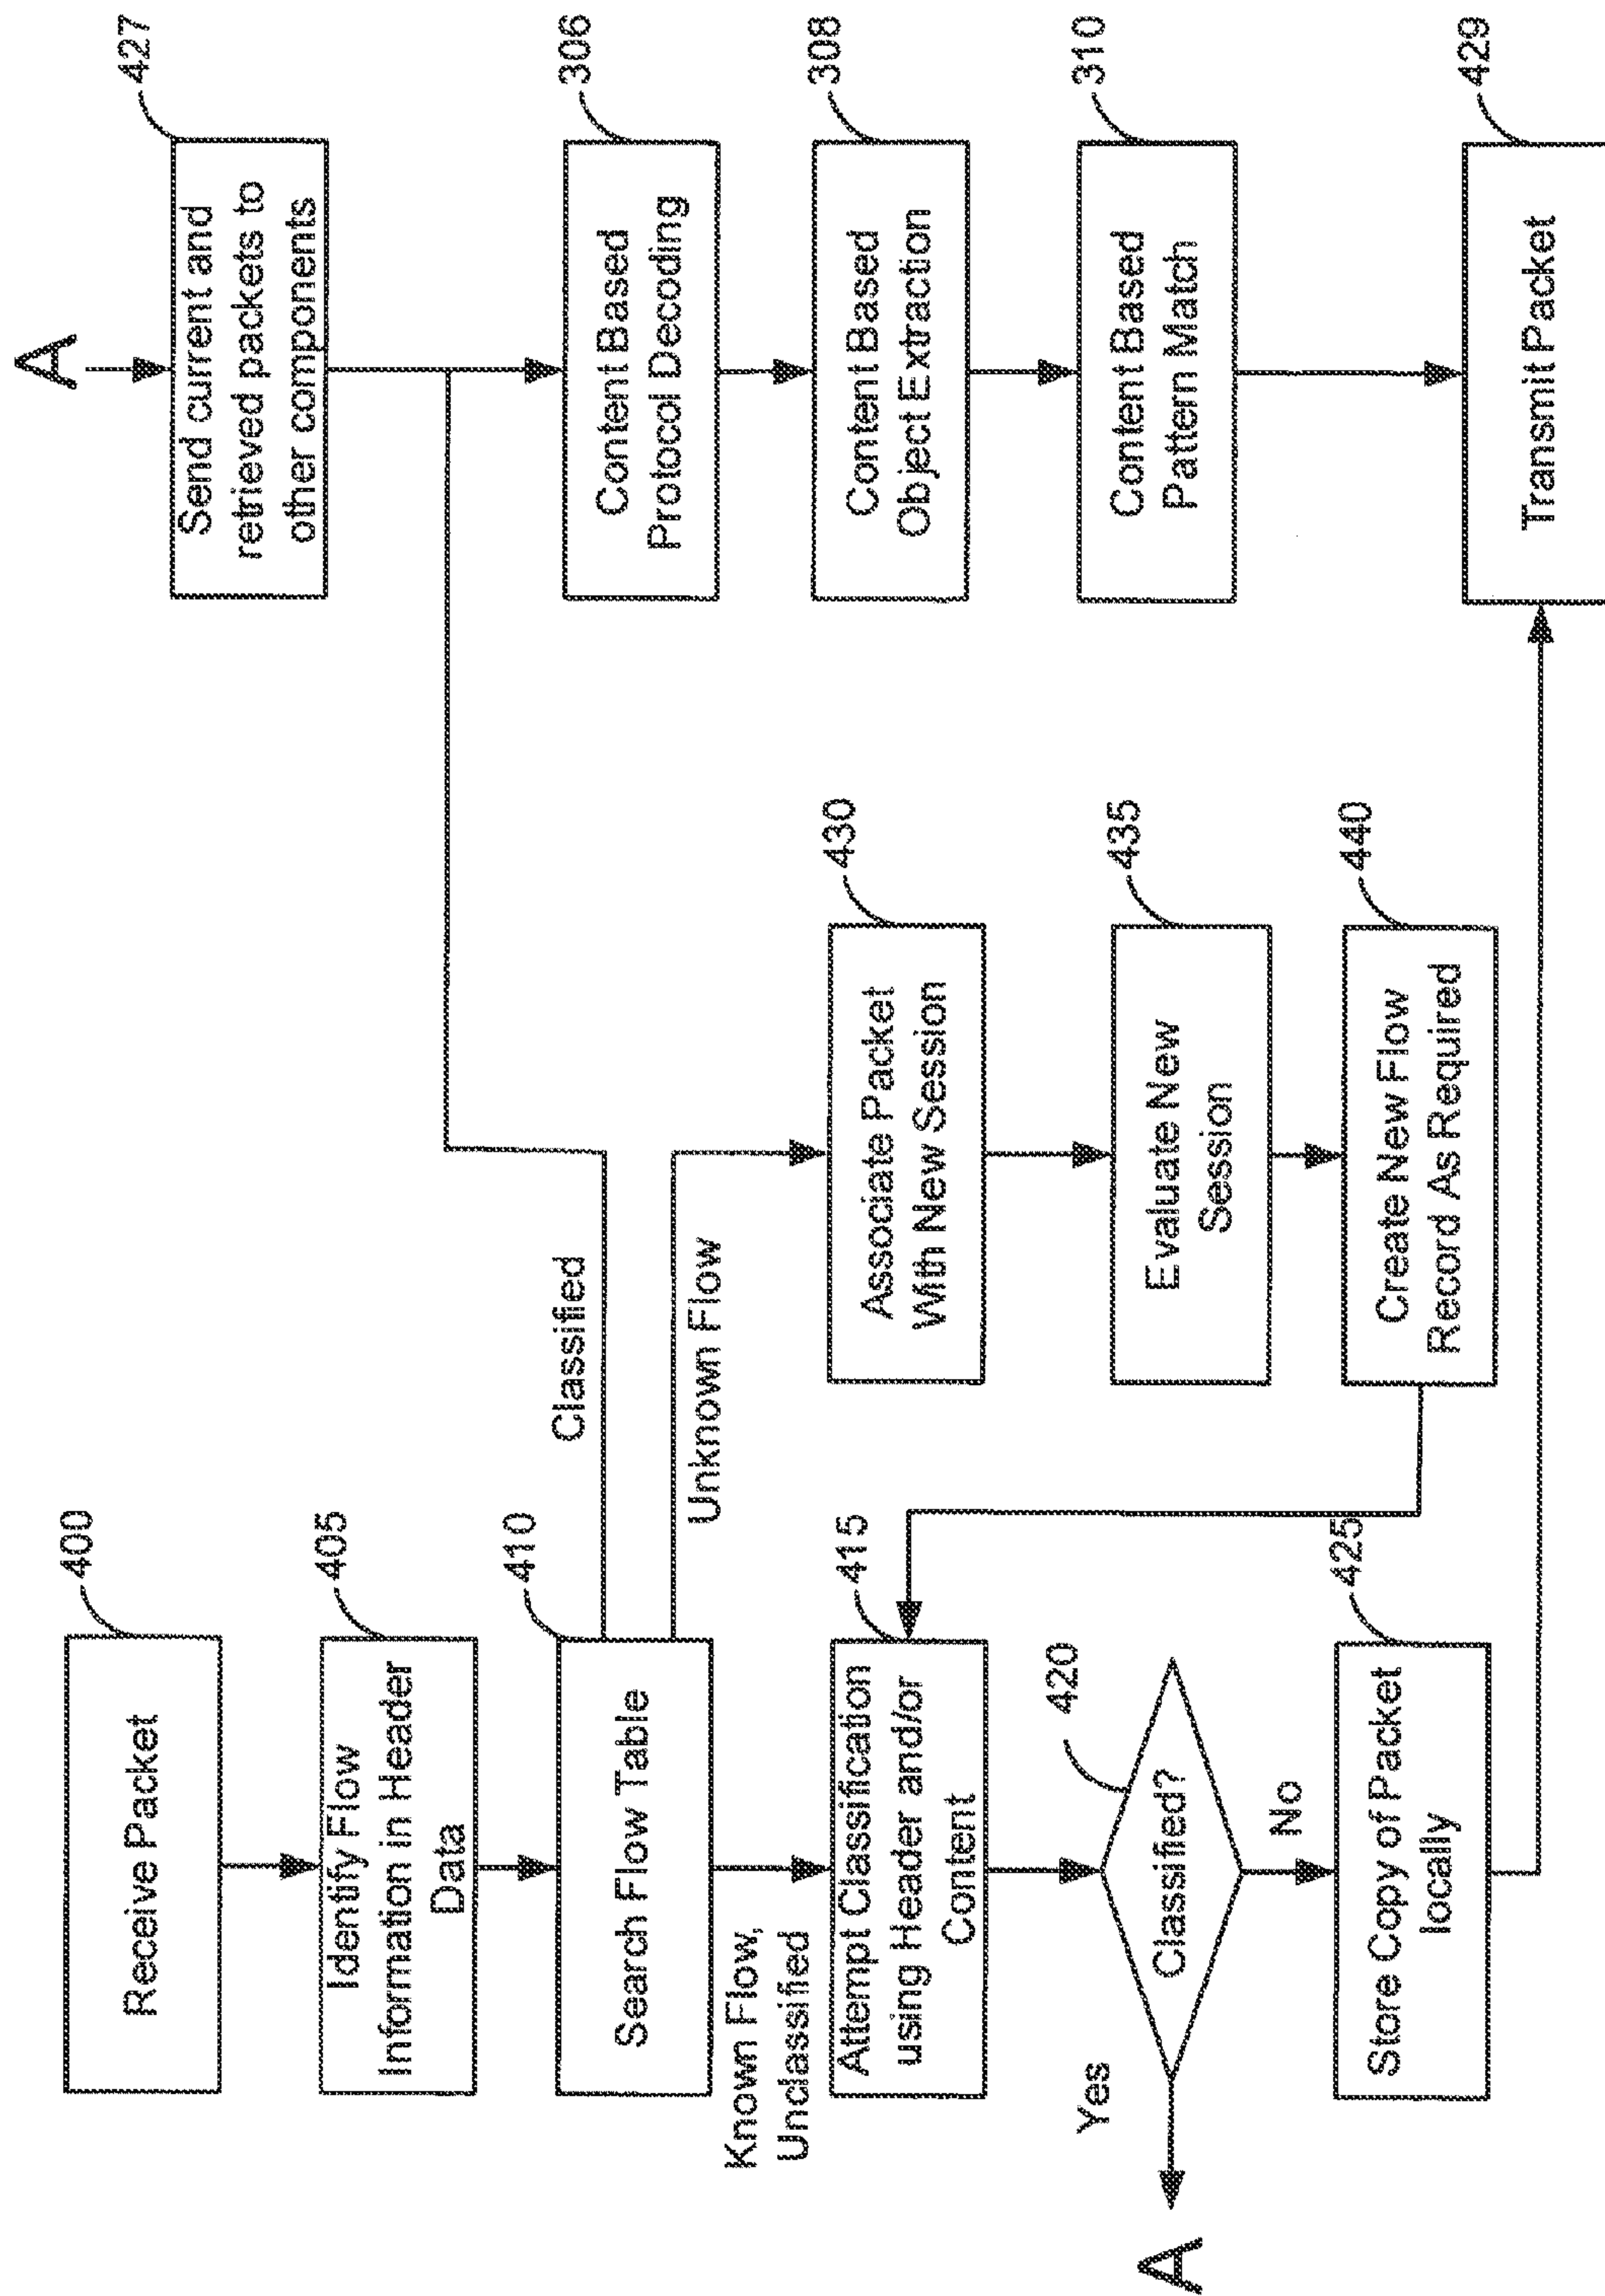 400
Receive Packet
405
Identify Flow
Information in Header
Data
410
Search Flow Table
Classified
Unknown Flow
Known Flow,
Unclassified
415
Attempt Classification
using Header and/or
Content
420
Classified?
Yes
A
No
425
Store Copy of Packet
locally
430
Associate Packet
With New Session
435
Evaluate New
Session
440
Create New Flow
Record As Required
A
427
Send current and
retrieved packets to
other components
306
Content Based
Protocol Decoding
308
Content Based
Object Extraction
310
Content Based
Pattern Match
429
Transmit Packet